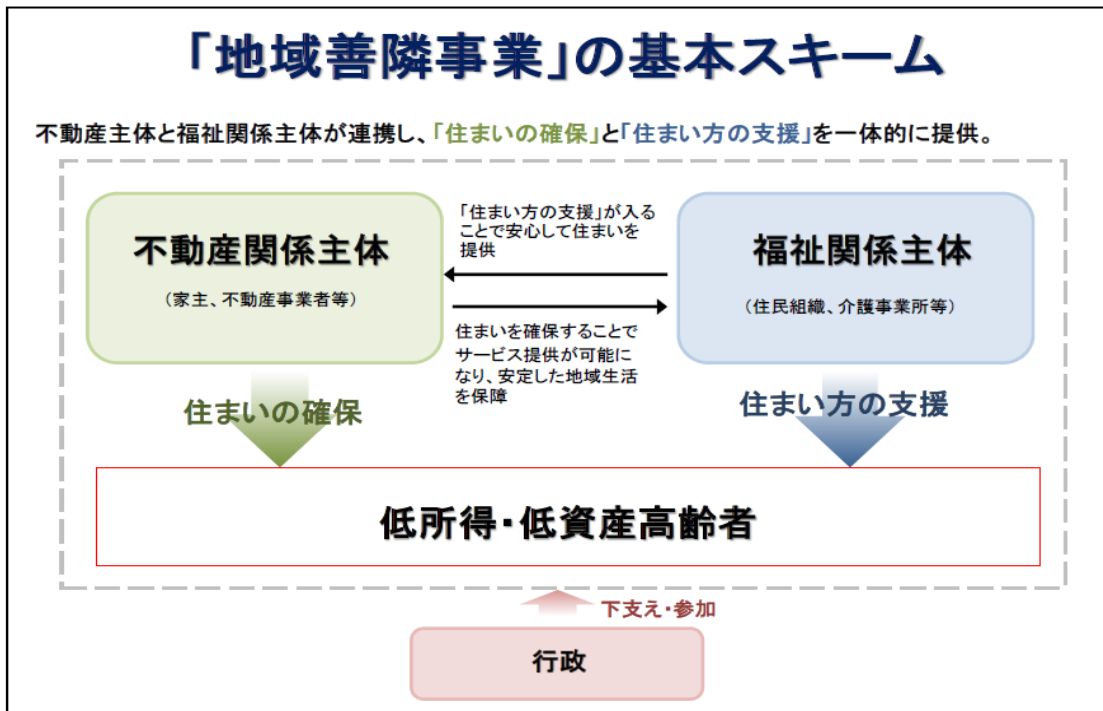 「地域善隣事業」の基本スキーム
不動産主体と福祉関係主体が連携し、「住まいの確保」と「住まい方の支援」を一体的に提供。
不動産関係主体
（家主、不動産事業者等）
「住まい方の支援」が入る
ことで安心して住まいを
提供
住まいを確保することで
サービス提供が可能に
なり、安定した地域生活
を保障
福祉関係主体
（住民組織、介護事業所等）
住まいの確保
住まい方の支援
低所得・低資産高齢者
下支え・参加
行政